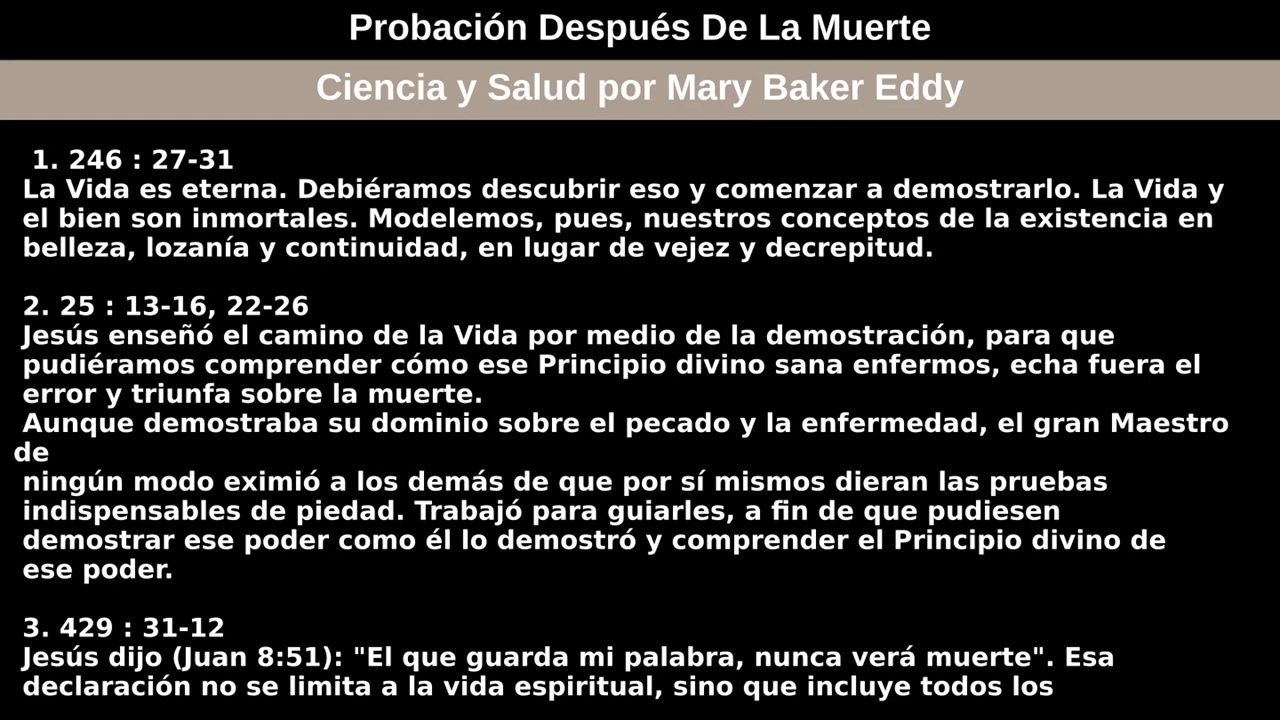 Probación Después De La Muerte
Ciencia y Salud por Mary Baker Eddy
1. 246 : 27-31
La Vida es eterna. Debiéramos descubrir eso y comenzar a demostrarlo. La Vida y
el bien son inmortales. Modelemos, pues, nuestros conceptos de la existencia en
belleza, lozanía y continuidad, en lugar de vejez y decrepitud.
2. 25 : 13-16, 22-26
Jesús enseñó el camino de la Vida por medio de la demostración, para que
pudiéramos comprender cómo ese Principio divino sana enfermos, echa fuera el
error y triunfa sobre la muerte.
Aunque demostraba su dominio sobre el pecado y la enfermedad, el gran Maestro
de
ningún modo eximió a los demás de que por sí mismos dieran las pruebas
indispensables de piedad. Trabajó para guiarles, a fin de que pudiesen
demostrar ese poder como él lo demostró y comprender el Principio divino de
ese poder.
3. 429 : 31-12
Jesús dijo (Juan 8:51): "El que guarda mi palabra, nunca verá muerte". Esa
declaración no se limita a la vida espiritual, sino que incluye todos los